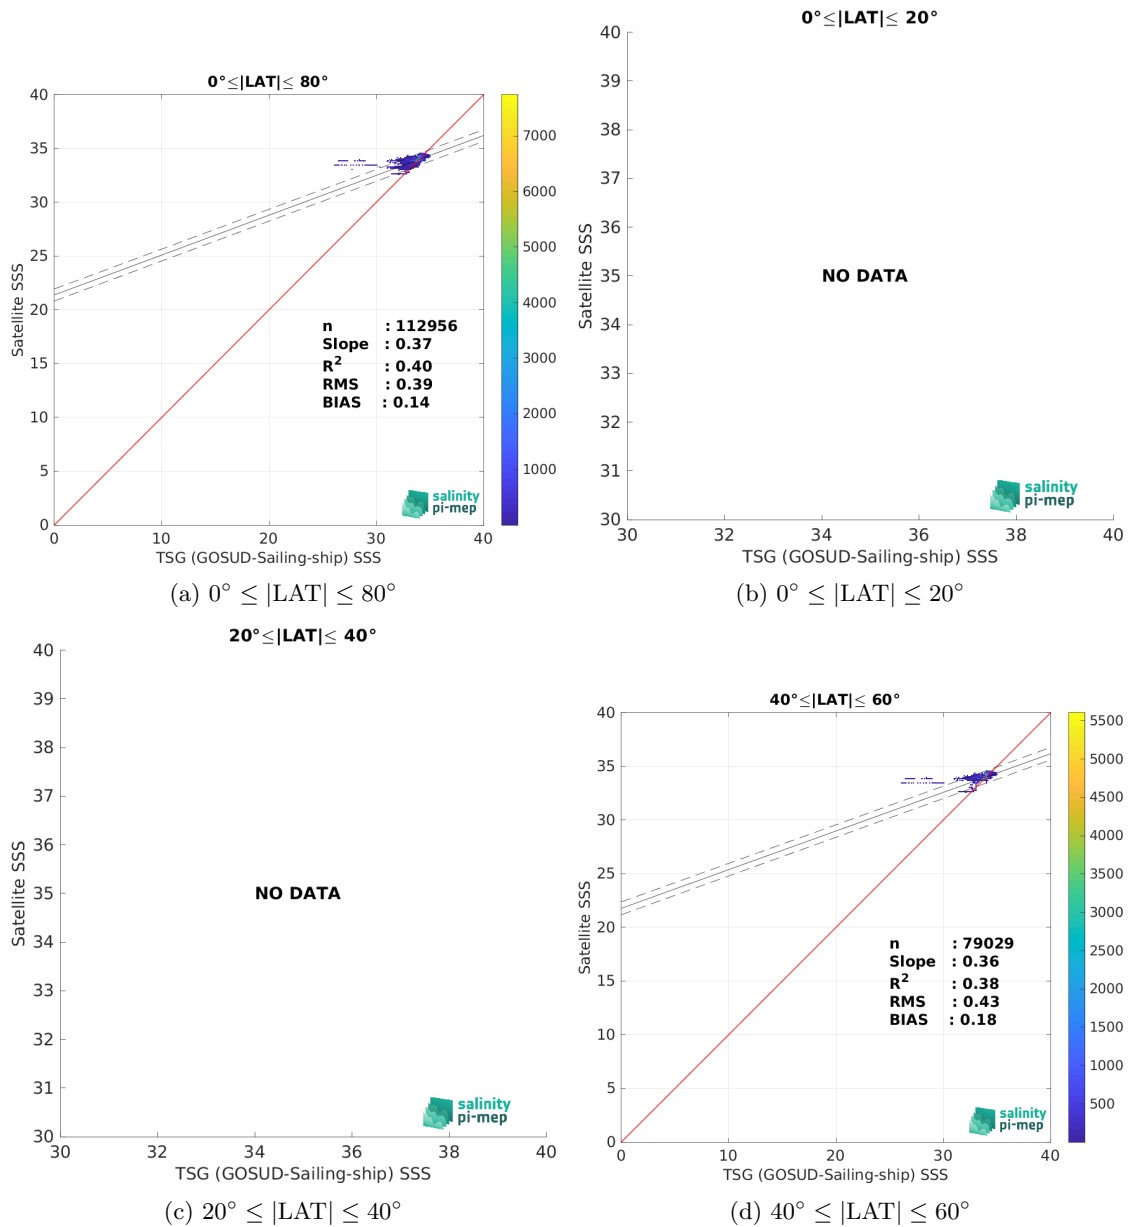 0°≤|LAT|≤ 80°
40
35
30
25
20
15
10
5
0
Satellite SSS
n : 112956
Slope : 0.37
R² : 0.40
RMS : 0.39
BIAS : 0.14
salinity
pi-mep
0 10 20 30 40
TSG (GOSUD-Sailing-ship) SSS
7000
6000
5000
4000
3000
2000
1000
(a) 0° ≤ |LAT| ≤ 80°
0°≤|LAT|≤ 20°
40
39
38
37
36
35
34
33
32
31
30
Satellite SSS
NO DATA
salinity
pi-mep
30 32 34 36 38 40
TSG (GOSUD-Sailing-ship) SSS
(b) 0° ≤ |LAT| ≤ 20°
20°≤|LAT|≤ 40°
40
39
38
37
36
35
34
33
32
31
30
Satellite SSS
NO DATA
salinity
pi-mep
30 32 34 36 38 40
TSG (GOSUD-Sailing-ship) SSS
(c) 20° ≤ |LAT| ≤ 40°
40°≤|LAT|≤ 60°
40
35
30
25
20
15
10
5
0
Satellite SSS
n : 79029
Slope : 0.36
R² : 0.38
RMS : 0.43
BIAS : 0.18
salinity
pi-mep
0 10 20 30 40
TSG (GOSUD-Sailing-ship) SSS
5500
5000
4500
4000
3500
3000
2500
2000
1500
1000
500
(d) 40° ≤ |LAT| ≤ 60°